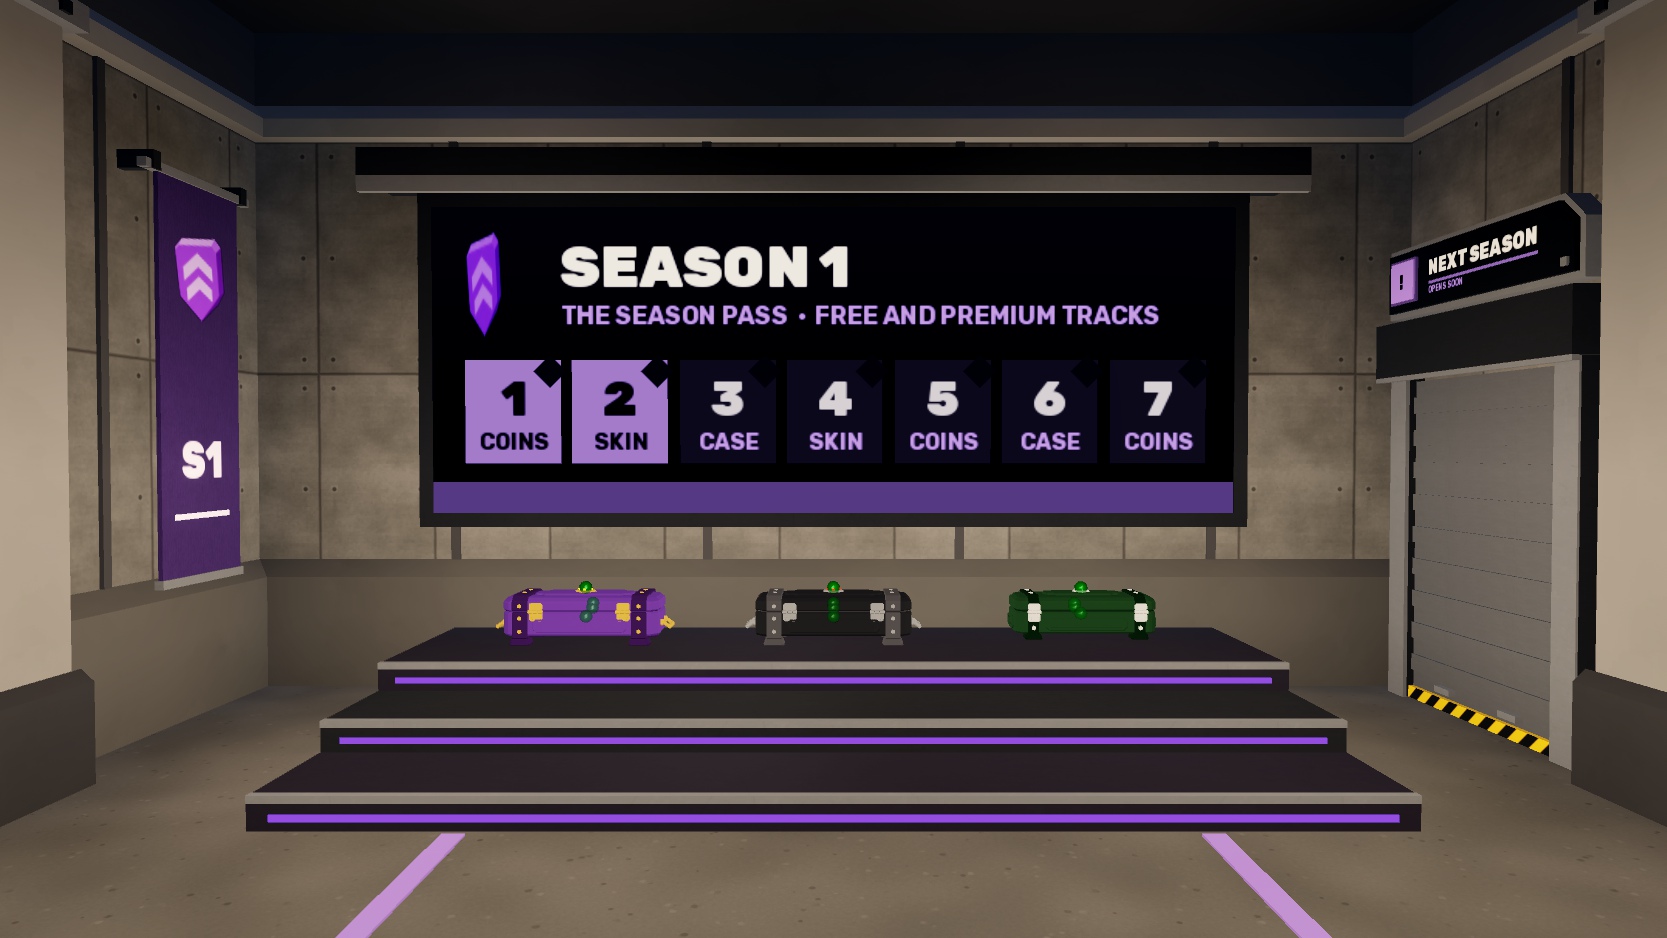 S1
SEASON 1
THE SEASON PASS · FREE AND PREMIUM TRACKS
1 COINS
2 SKIN
3 CASE
4 SKIN
5 COINS
6 CASE
7 COINS
! NEXT SEASON
OPENS SOON